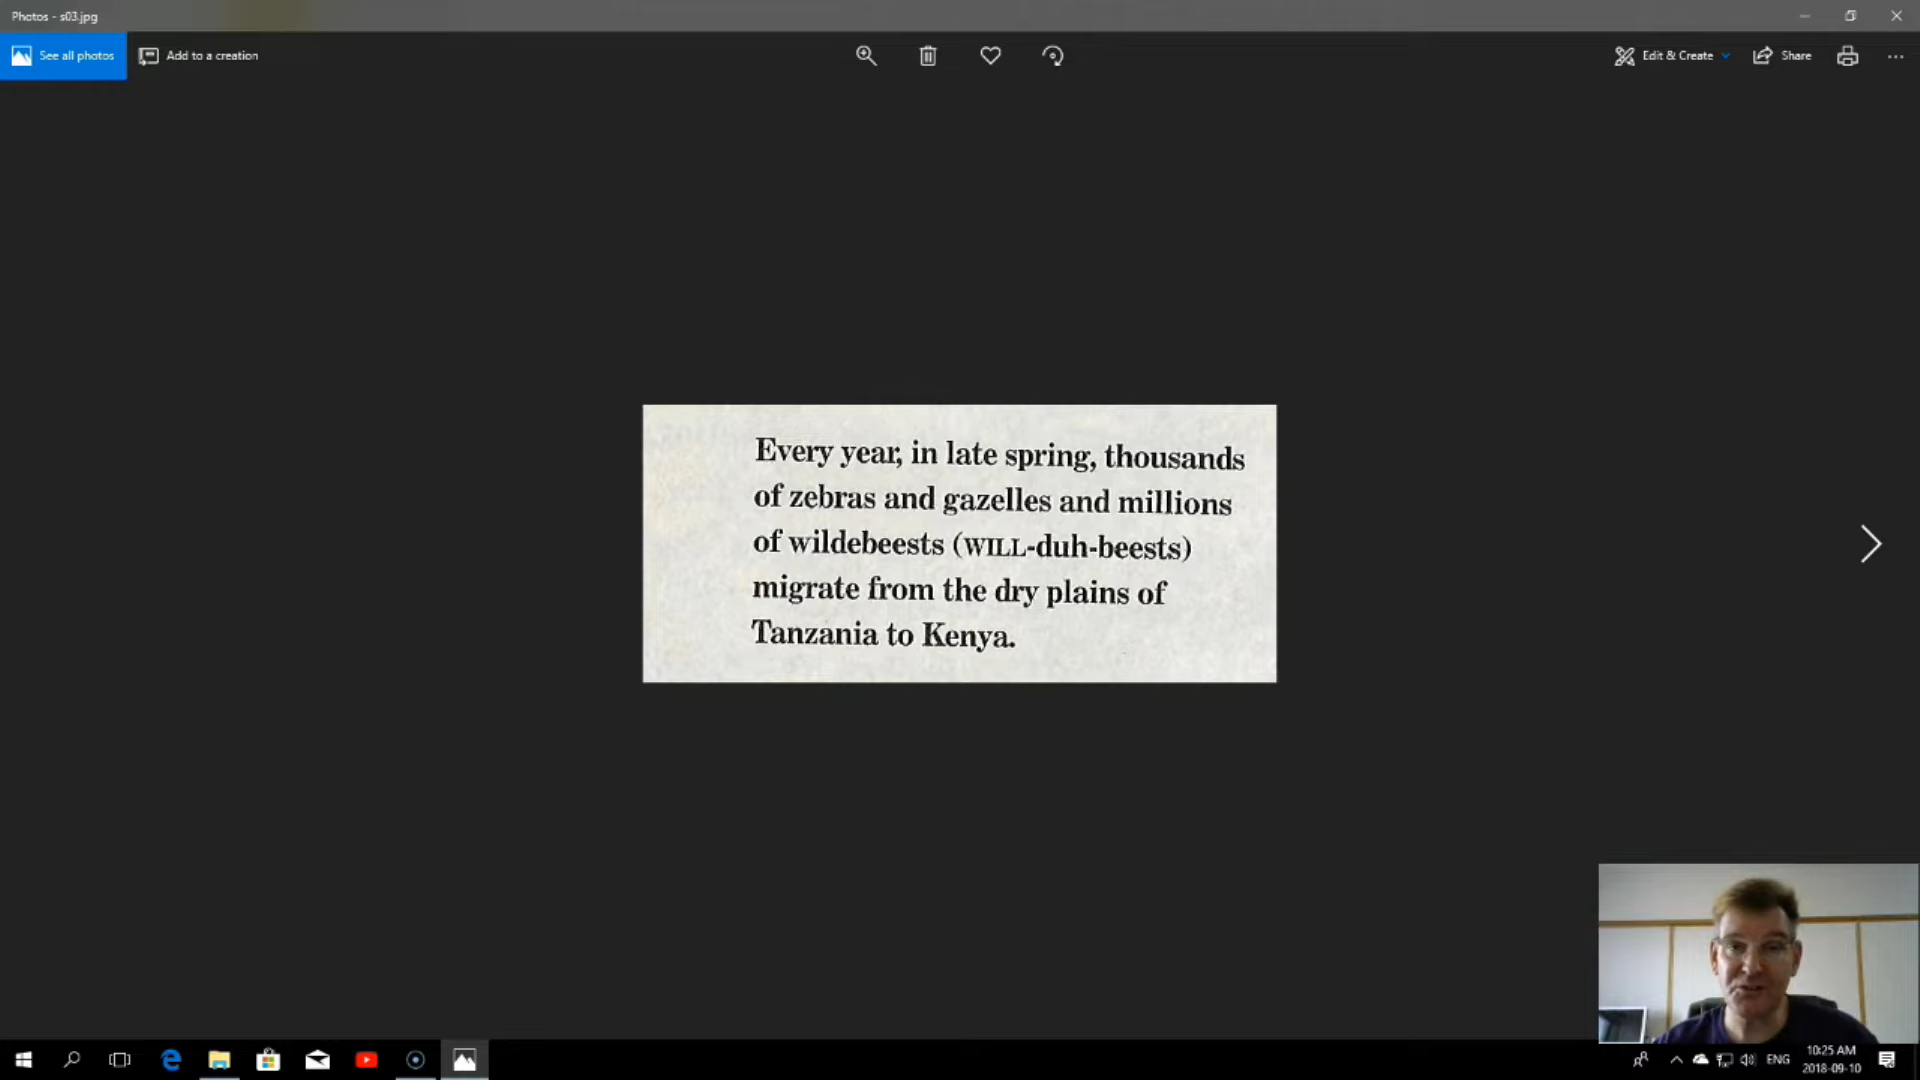 Photos - s03.jpg
See all photos
Add to a creation
Edit & Create
Share
Every year, in late spring, thousands
of zebras and gazelles and millions
of wildebeests (WILL-duh-beests)
migrate from the dry plains of
Tanzania to Kenya.
ENG
10:25 AM
2018-09-10